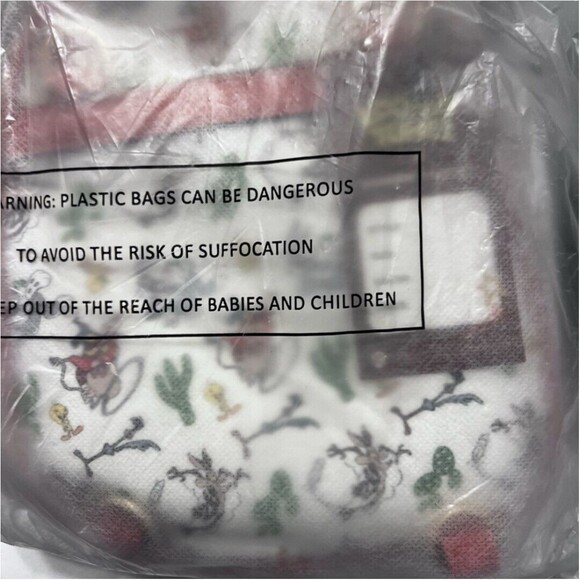 ARNING: PLASTIC BAGS CAN BE DANGEROUS
TO AVOID THE RISK OF SUFFOCATION
EP OUT OF THE REACH OF BABIES AND CHILDREN